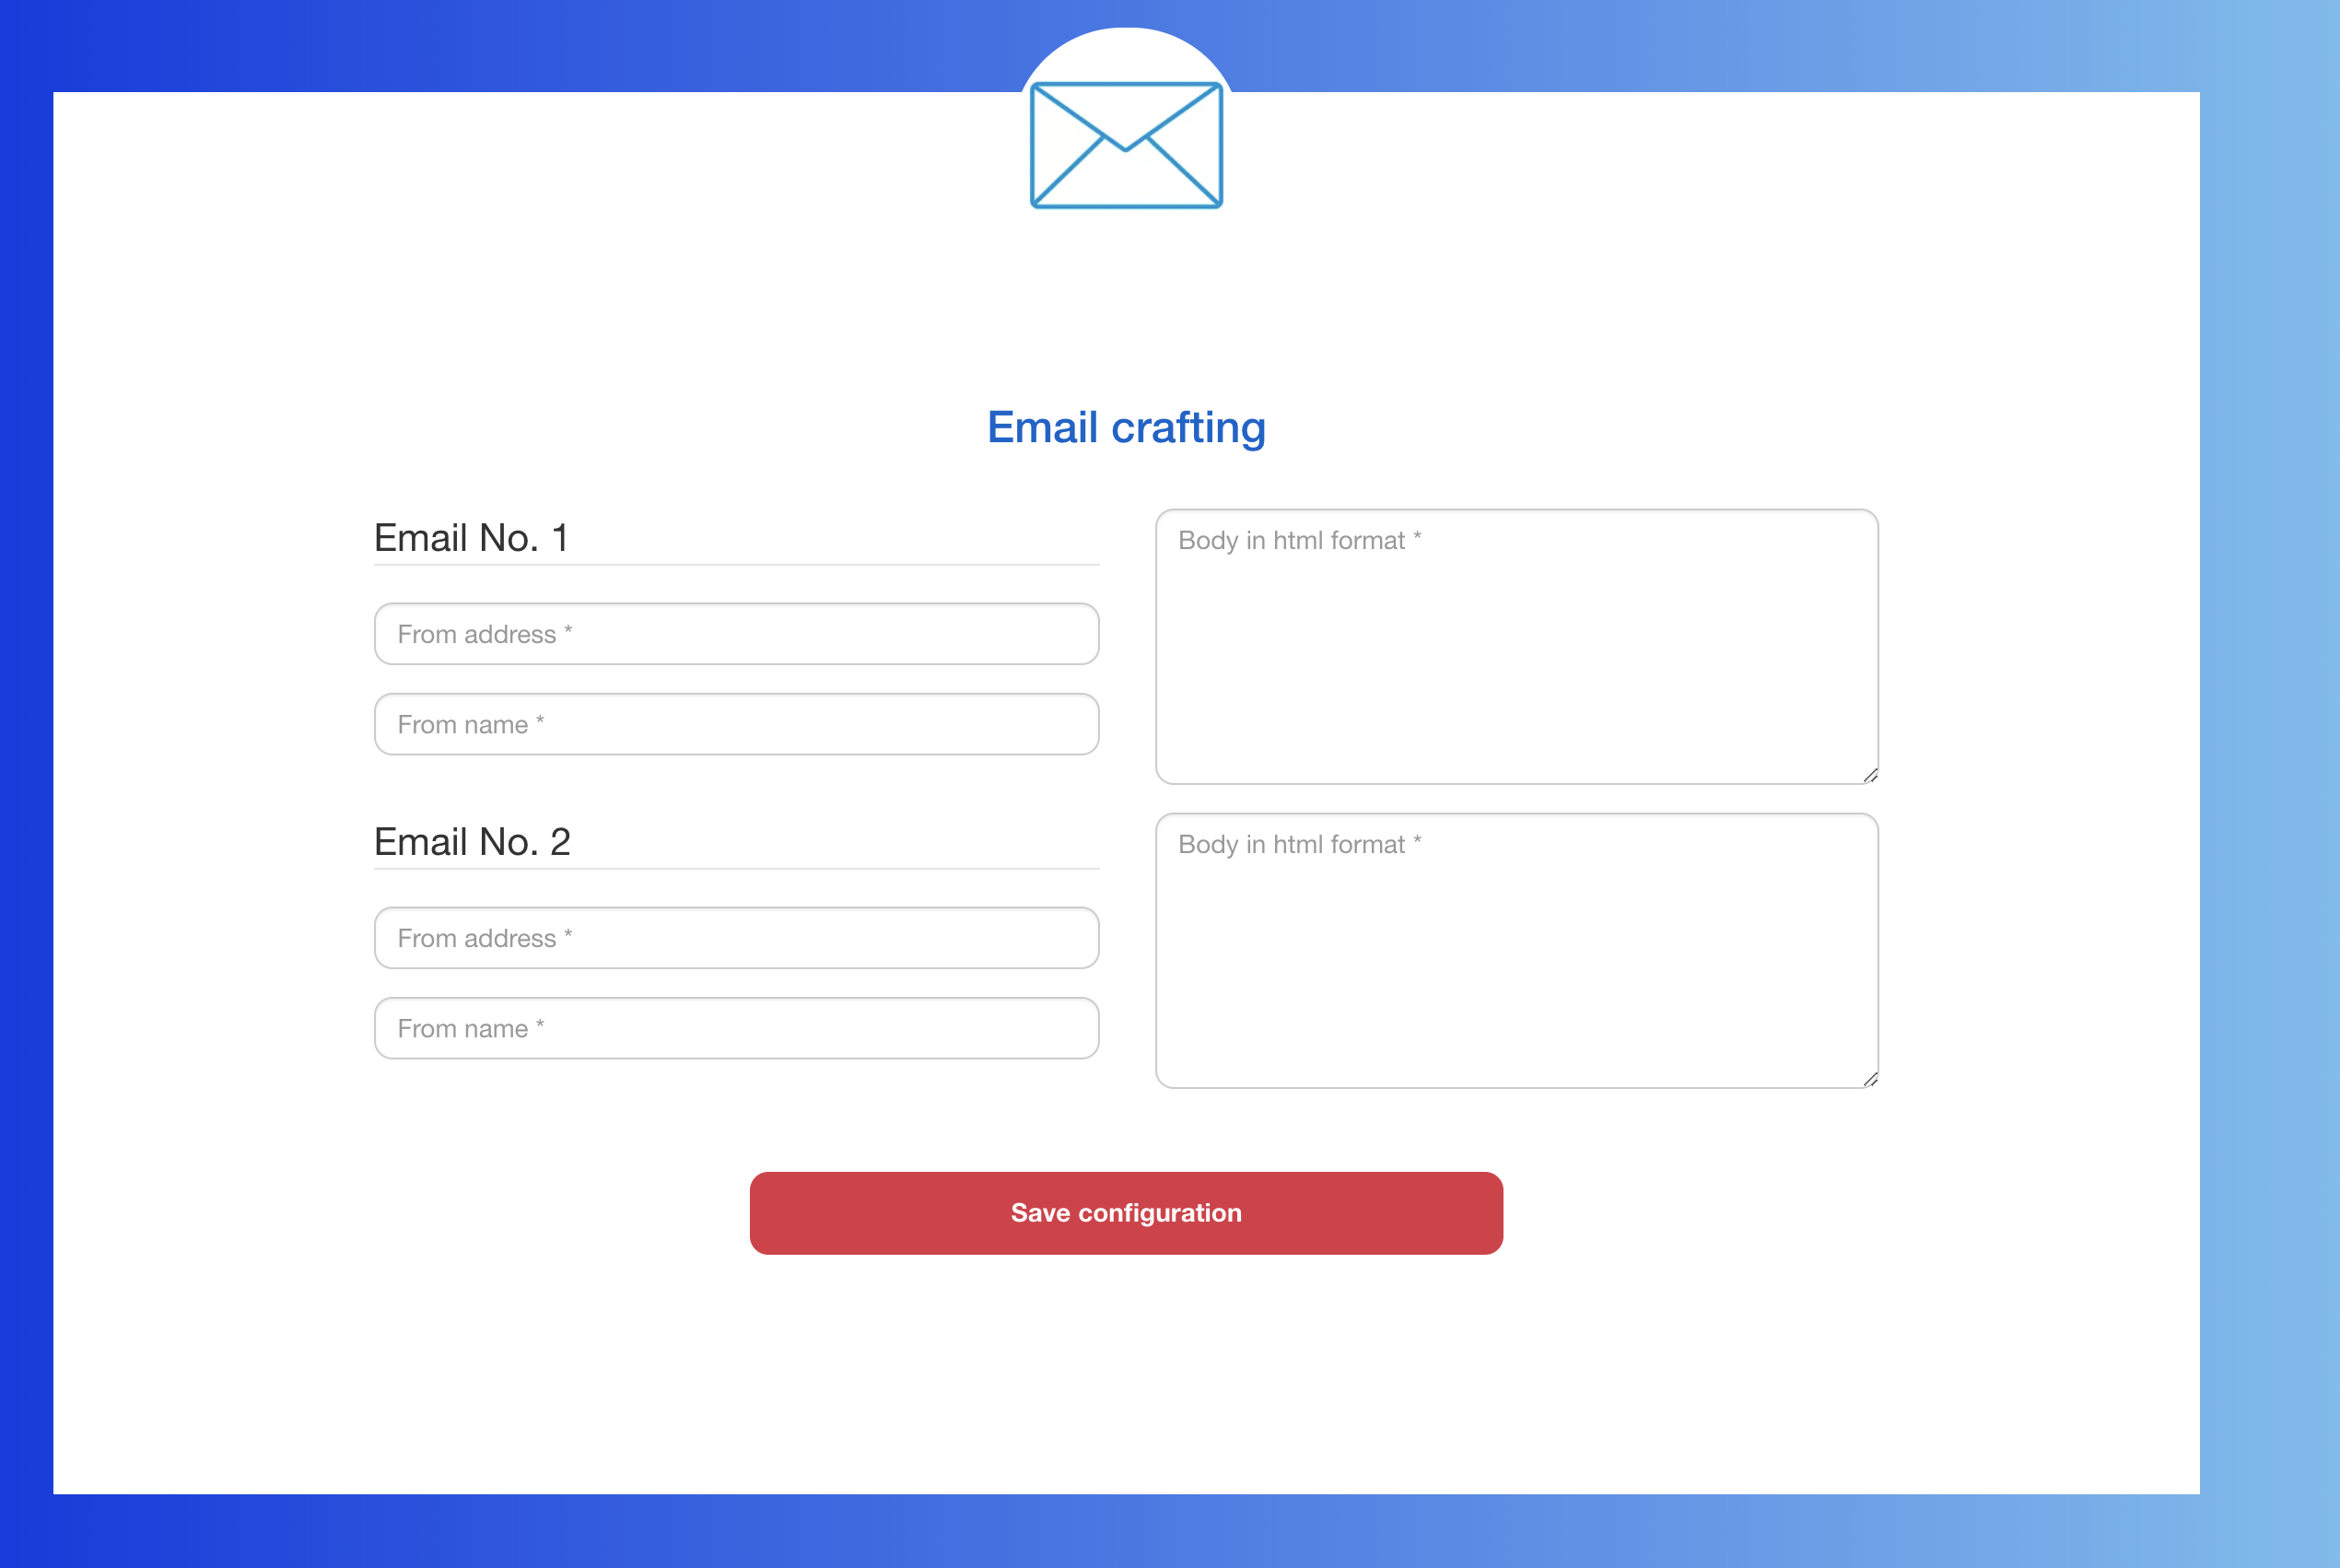 Email crafting
Email No. 1
From address *
From name *
Body in html format *
Email No. 2
From address *
From name *
Body in html format *
Save configuration